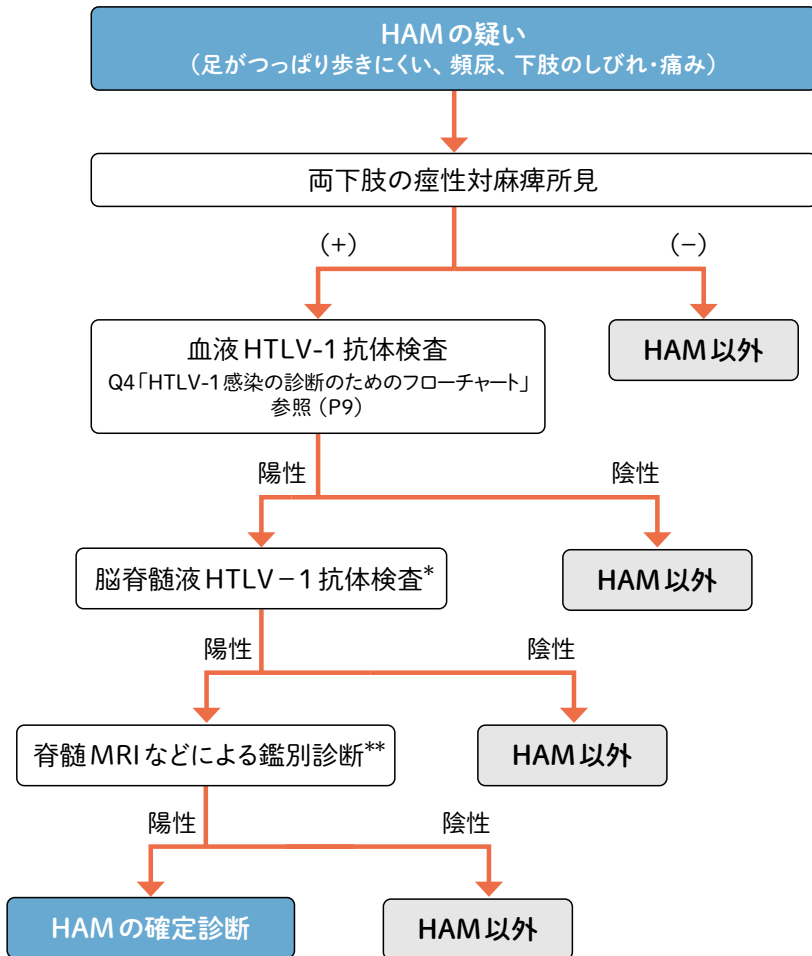 HAMの疑い
（足がつっぱり歩きにくい、頻尿、下肢のしびれ・痛み）
両下肢の痙性対麻痺所見
（+）
（−）
血液HTLV-1抗体検査
Q4「HTLV-1感染の診断のためのフローチャート」
参照（P9）
HAM以外
陽性
陰性
脳脊髄液HTLV−1抗体検査*
HAM以外
陽性
陰性
脊髄MRIなどによる鑑別診断**
HAM以外
陽性
陰性
HAMの確定診断
HAM以外